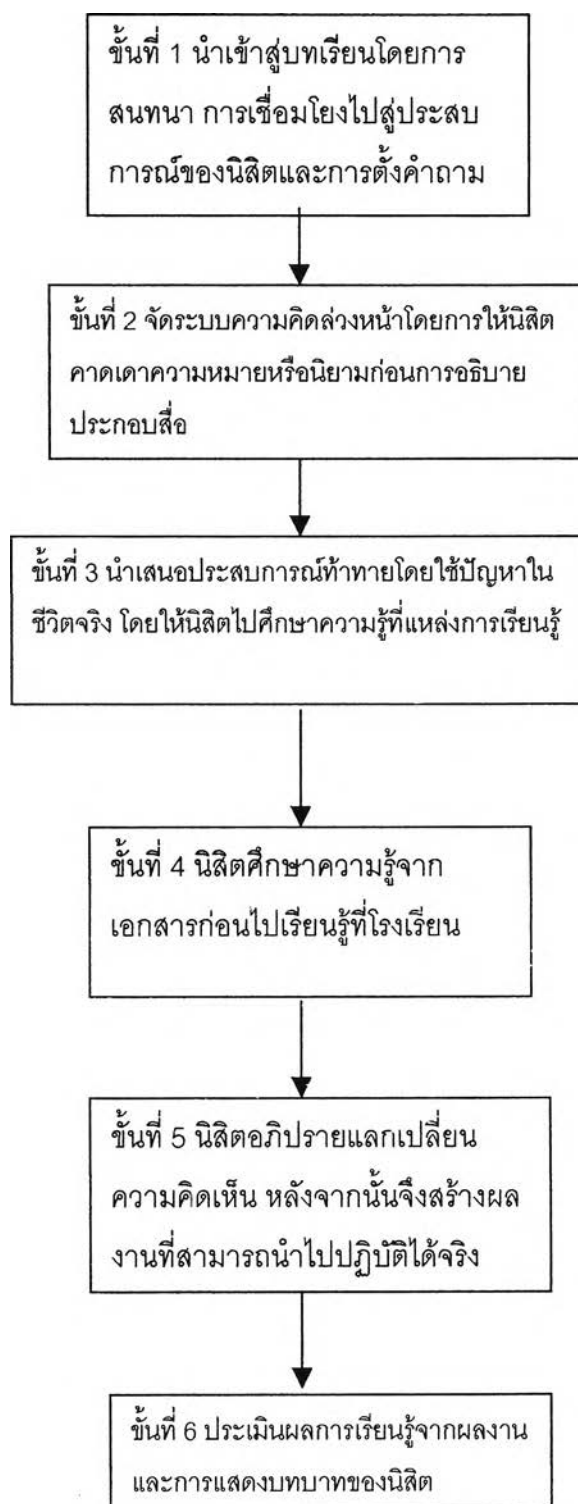 ขั้นที่ 1 นำเข้าสู่บทเรียนโดยการ
สนทนา การเชื่อมโยงไปสู่ประสบ
การณ์ของนิสิตและการตั้งคำถาม
ขั้นที่ 2 จัดระบบความคิดล่วงหน้าโดยการให้นิสิต
คาดเดาความหมายหรือนิยามก่อนการอธิบาย
ประกอบสื่อ
ขั้นที่ 3 นำเสนอประสบการณ์ท้าทายโดยใช้ปัญหาใน
ชีวิตจริง โดยให้นิสิตไปศึกษาความรู้ที่แหล่งการเรียนรู้
ขั้นที่ 4 นิสิตศึกษาความรู้จาก
เอกสารก่อนไปเรียนรู้ที่โรงเรียน
ขั้นที่ 5 นิสิตอภิปรายแลกเปลี่ยน
ความคิดเห็น หลังจากนั้นจึงสร้างผล
งานที่สามารถนำไปปฏิบัติได้จริง
ขั้นที่ 6 ประเมินผลการเรียนรู้จากผลงาน
และการแสดงบทบาทของนิสิต